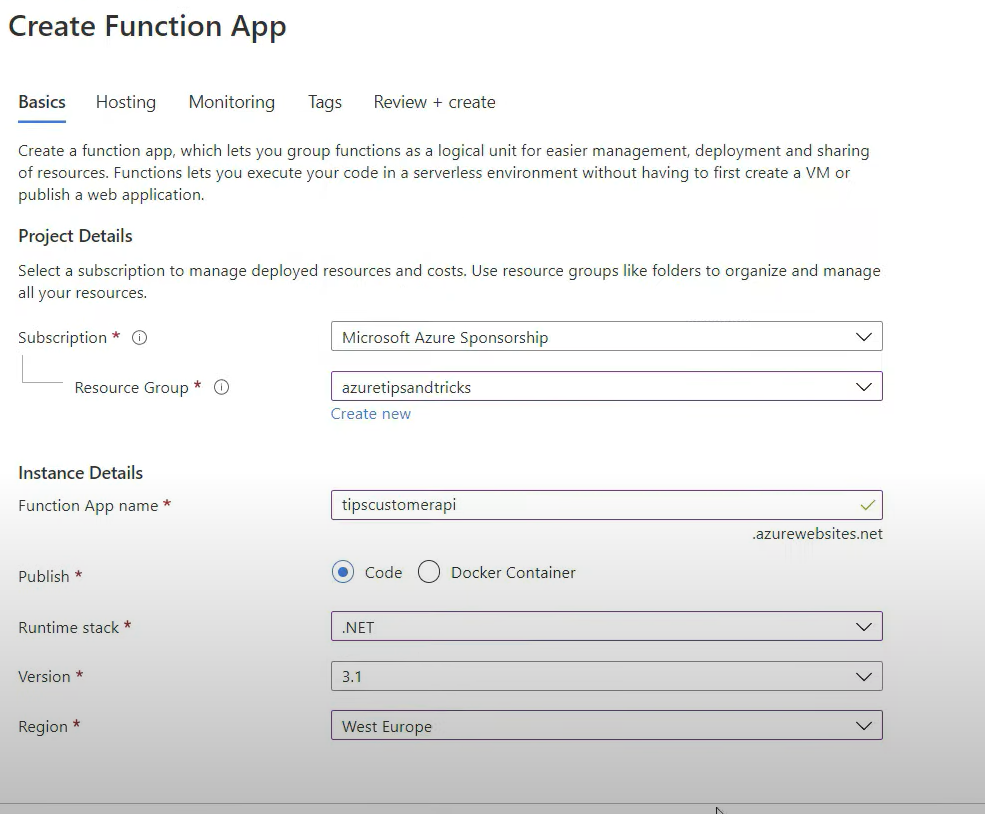 Create Function App
Basics Hosting Monitoring Tags Review + create
Create a function app, which lets you group functions as a logical unit for easier management, deployment and sharing
of resources. Functions lets you execute your code in a serverless environment without having to first create a VM or
publish a web application.
Project Details
Select a subscription to manage deployed resources and costs. Use resource groups like folders to organize and manage
all your resources.
Subscription * Microsoft Azure Sponsorship
Resource Group * azuretipsandtricks
Create new
Instance Details
Function App name * tipscustomerapi
.azurewebsites.net
Publish * Code Docker Container
Runtime stack * .NET
Version * 3.1
Region * West Europe